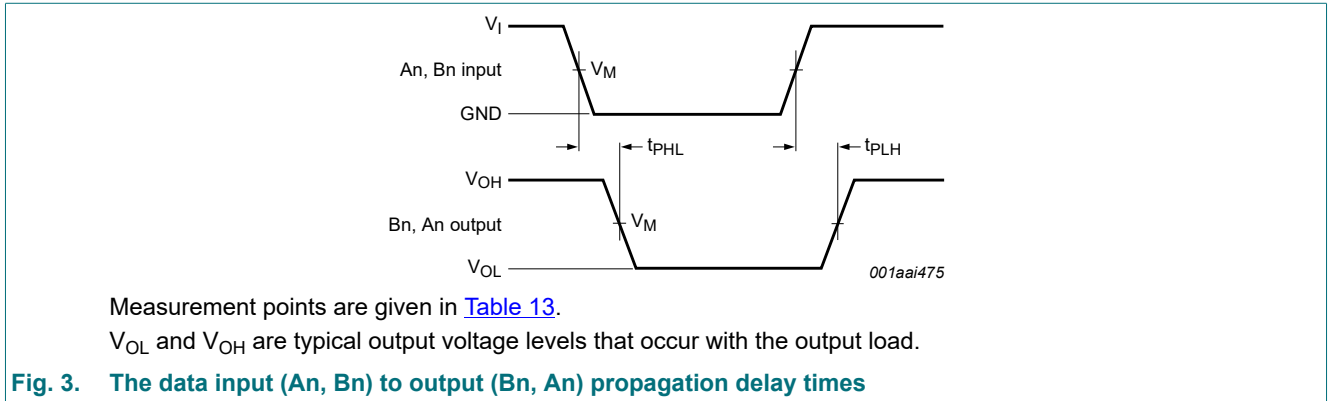 V_I
An, Bn input
V_M
GND
t_PHL
t_PLH
V_OH
Bn, An output
V_M
V_OL
001aai475
Measurement points are given in Table 13.
V_OL and V_OH are typical output voltage levels that occur with the output load.
Fig. 3. The data input (An, Bn) to output (Bn, An) propagation delay times